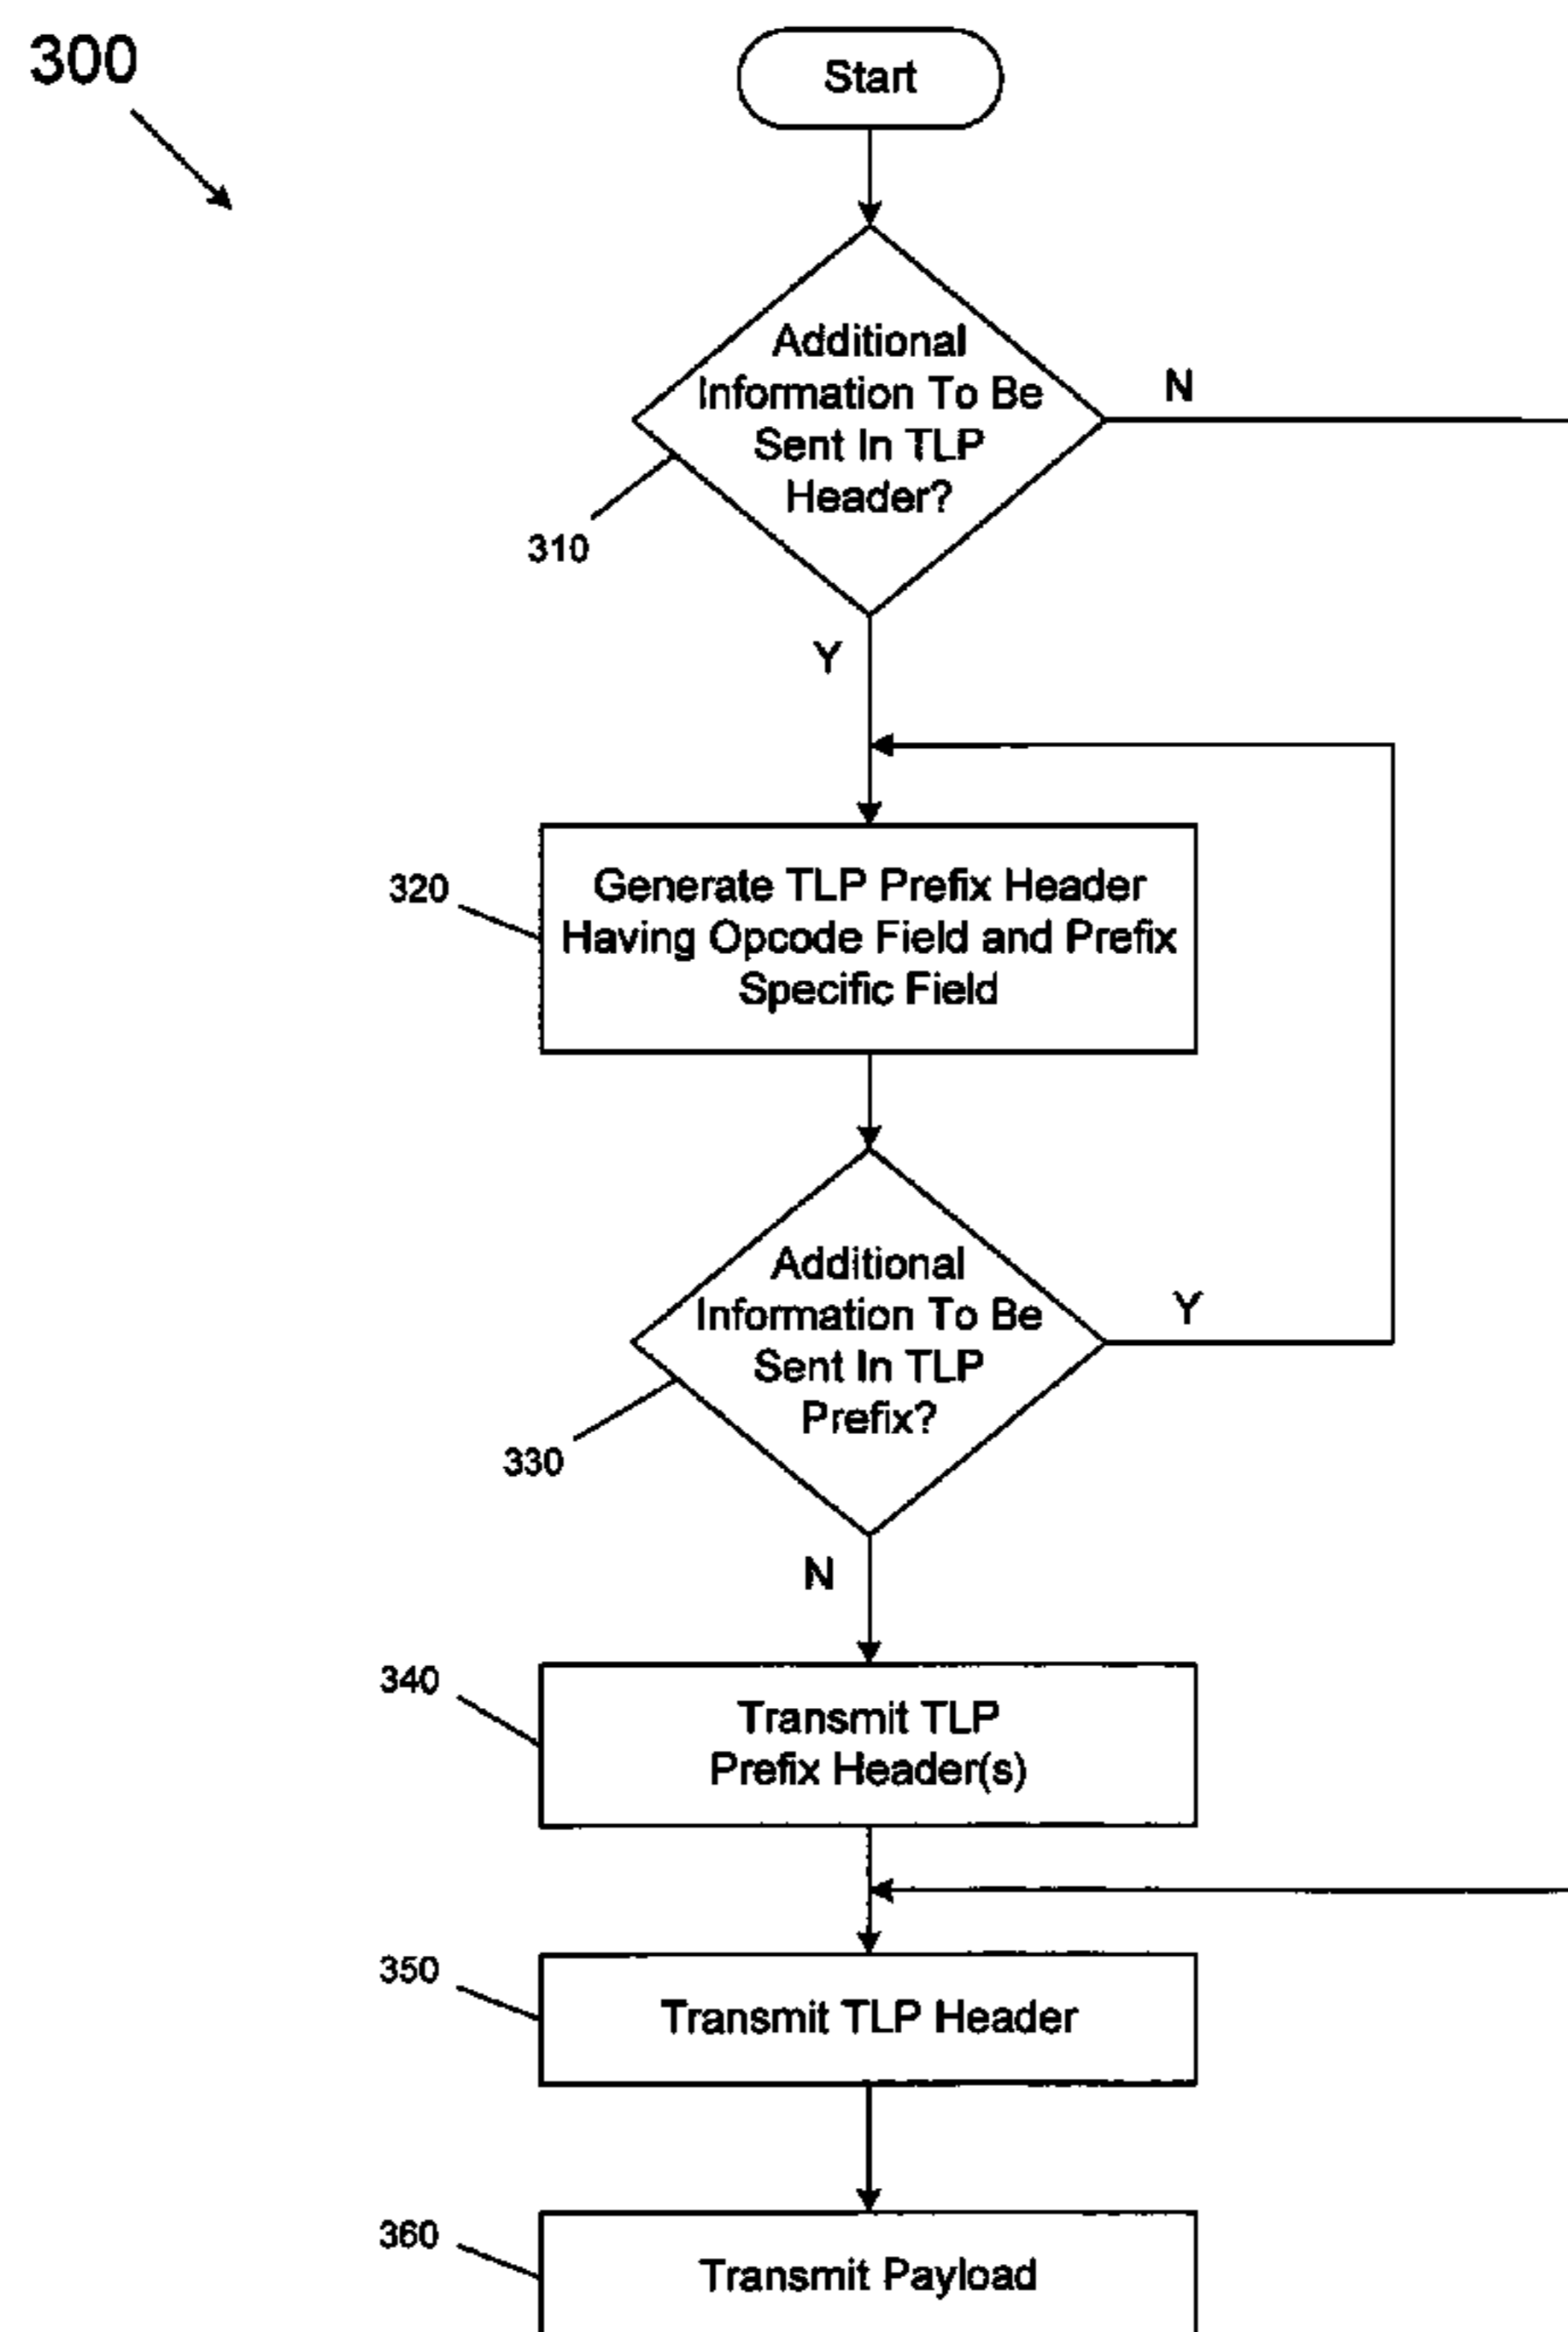 300
Start
Additional
Information To Be
Sent In TLP
Header?
N
310
Y
320
Generate TLP Prefix Header
Having Opcode Field and Prefix
Specific Field
Additional
Information To Be
Sent In TLP
Prefix?
Y
330
N
340
Transmit TLP
Prefix Header(s)
350
Transmit TLP Header
360
Transmit Payload